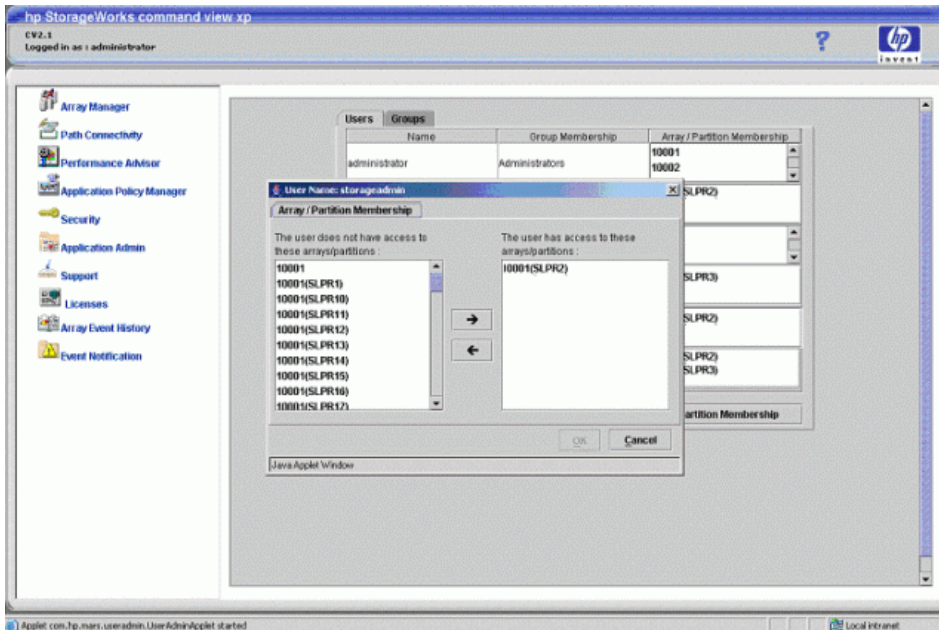 hp StorageWorks command view xp
CV2.1
Logged in as : administrator
?
hp
invent
Array Manager
Path Connectivity
Performance Advisor
Application Policy Manager
Security
Application Admin
Support
Licenses
Array Event History
Event Notification
Users Groups
Name Group Membership Array / Partition Membership
administrator Administrators 10001
10002
SLPR2)
SLPR3)
SLPR2)
SLPR2)
SLPR3)
artition Membership
User Name: storageadmin
Array / Partition Membership
The user does not have access to
these arrays/partitions :
10001
10001(SLPR1)
10001(SLPR10)
10001(SLPR11)
10001(SLPR12)
10001(SLPR13)
10001(SLPR14)
10001(SLPR15)
10001(SLPR16)
10001(SLPR17)
The user has access to these
arrays/partitions :
10001(SLPR2)
OK Cancel
Java Applet Window
Applet com.hp.mars.useradmin.UserAdminApplet started
Local intranet